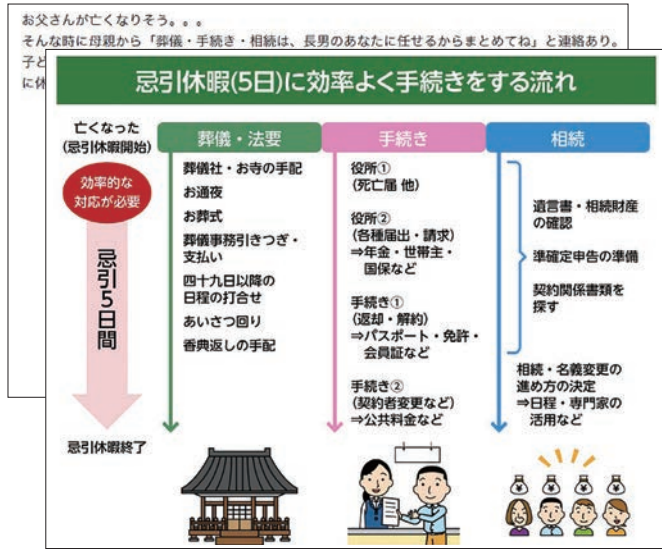 お父さんが亡くなりそう。。。
そんな時に母親から「葬儀・手続き・相続は、長男のあなたに任せるからまとめてね」と連絡あり。
子ど
に休
忌引休暇(5日)に効率よく手続きをする流れ
亡くなった
(忌引休暇開始)
効率的な
対応が必要
忌引5日間
忌引休暇終了
葬儀・法要
葬儀社・お寺の手配
お通夜
お葬式
葬儀事務引きつぎ・
支払い
四十九日以降の
日程の打合せ
あいさつ回り
香典返しの手配
手続き
役所①
(死亡届 他)
役所②
(各種届出・請求)
⇒年金・世帯主・
国保など
手続き①
(返却・解約)
⇒パスポート・免許・
会員証など
手続き②
(契約者変更など)
⇒公共料金など
相続
遺言書・相続財産
の確認
準確定申告の準備
契約関係書類を
探す
相続・名義変更の
進め方の決定
⇒日程・専門家の
活用など
¥
¥
¥
¥